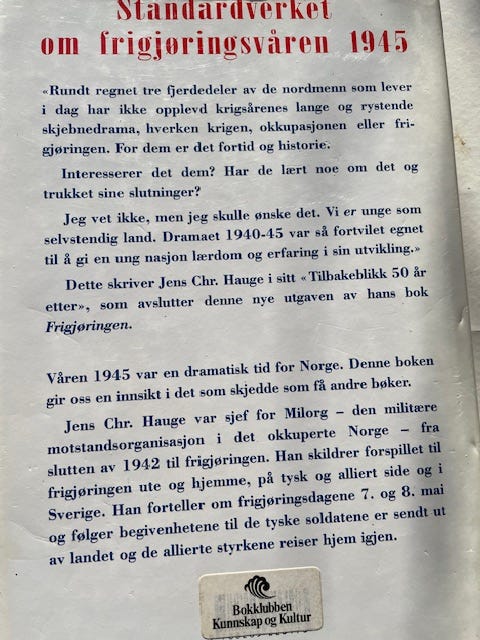 Standardverket
om frigjøringsvåren 1945
«Rundt regnet tre fjerdedeler av de nordmenn som lever
i dag har ikke opplevd krigsårenes lange og rystende
skjebnedrama, hverken krigen, okkupasjonen eller fri-
gjøringen. For dem er det fortid og historie.
Interesserer det dem? Har de lært noe om det og
trukket sine slutninger?
Jeg vet ikke, men jeg skulle ønske det. Vi er unge som
selvstendig land. Dramaet 1940-45 var så fortvilet egnet
til å gi en ung nasjon lærdom og erfaring i sin utvikling.»
Dette skriver Jens Chr. Hauge i sitt «Tilbakeblikk 50 år
etter», som avslutter denne nye utgaven av hans bok
Frigjøringen.
Våren 1945 var en dramatisk tid for Norge. Denne boken
gir oss en innsikt i det som skjedde som få andre bøker.
Jens Chr. Hauge var sjef for Milorg – den militære
motstandsorganisasjon i det okkuperte Norge – fra
slutten av 1942 til frigjøringen. Han skildrer forspillet til
frigjøringen ute og hjemme, på tysk og alliert side og i
Sverige. Han forteller om frigjøringsdagene 7. og 8. mai
og følger begivenhetene til de tyske soldatene er sendt ut
av landet og de allierte styrkene reiser hjem igjen.
Bokklubben
Kunnskap og Kultur